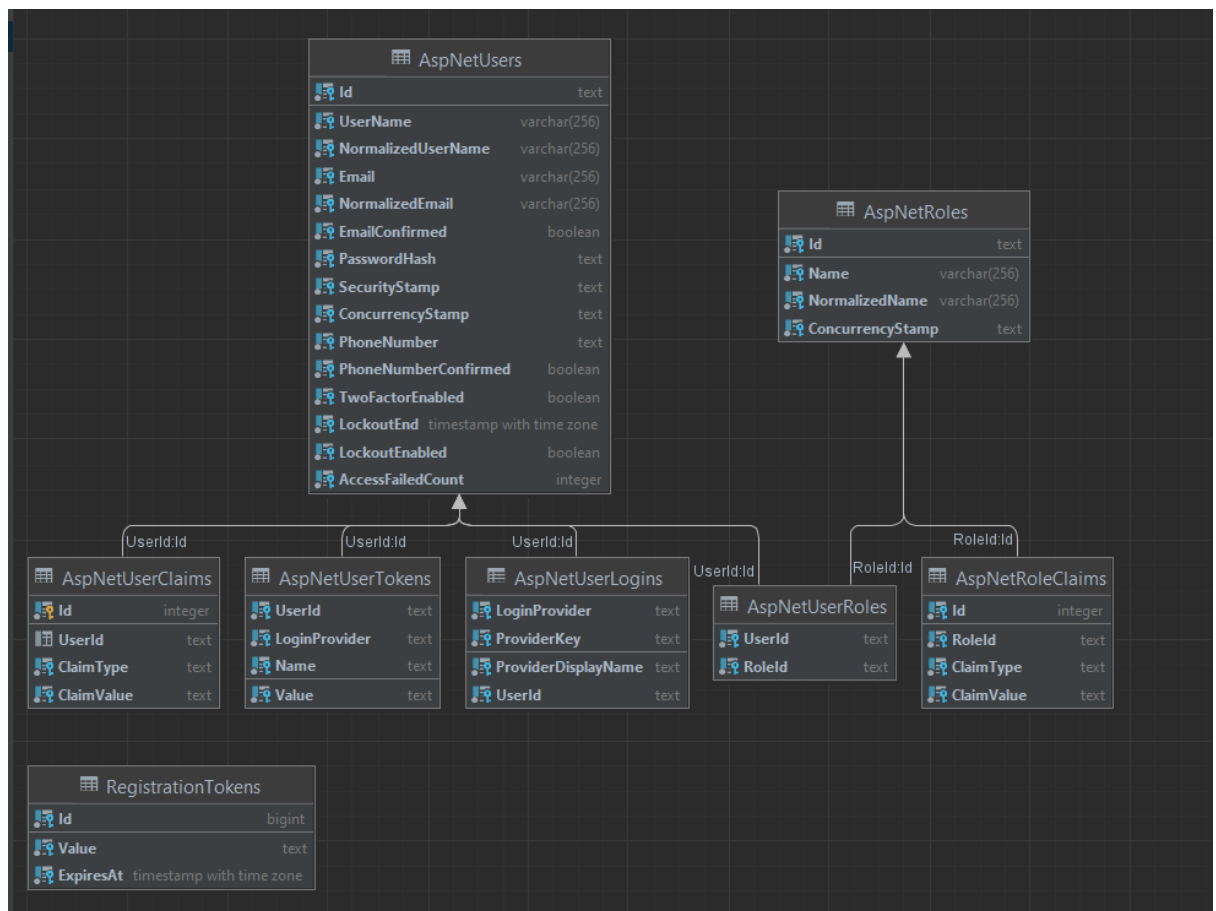 AspNetUsers
Id text
UserName varchar(256)
NormalizedUserName varchar(256)
Email varchar(256)
NormalizedEmail varchar(256)
EmailConfirmed boolean
PasswordHash text
SecurityStamp text
ConcurrencyStamp text
PhoneNumber text
PhoneNumberConfirmed boolean
TwoFactorEnabled boolean
LockoutEnd timestamp with time zone
LockoutEnabled boolean
AccessFailedCount integer
AspNetRoles
Id text
Name varchar(256)
NormalizedName varchar(256)
ConcurrencyStamp text
UserId:Id
UserId:Id
UserId:Id
UserId:Id
RoleId:Id
RoleId:Id
AspNetUserClaims
Id integer
UserId text
ClaimType text
ClaimValue text
AspNetUserTokens
UserId text
LoginProvider text
Name text
Value text
AspNetUserLogins
LoginProvider text
ProviderKey text
ProviderDisplayName text
UserId text
AspNetUserRoles
UserId text
RoleId text
AspNetRoleClaims
Id integer
RoleId text
ClaimType text
ClaimValue text
RegistrationTokens
Id bigint
Value text
ExpiresAt timestamp with time zone